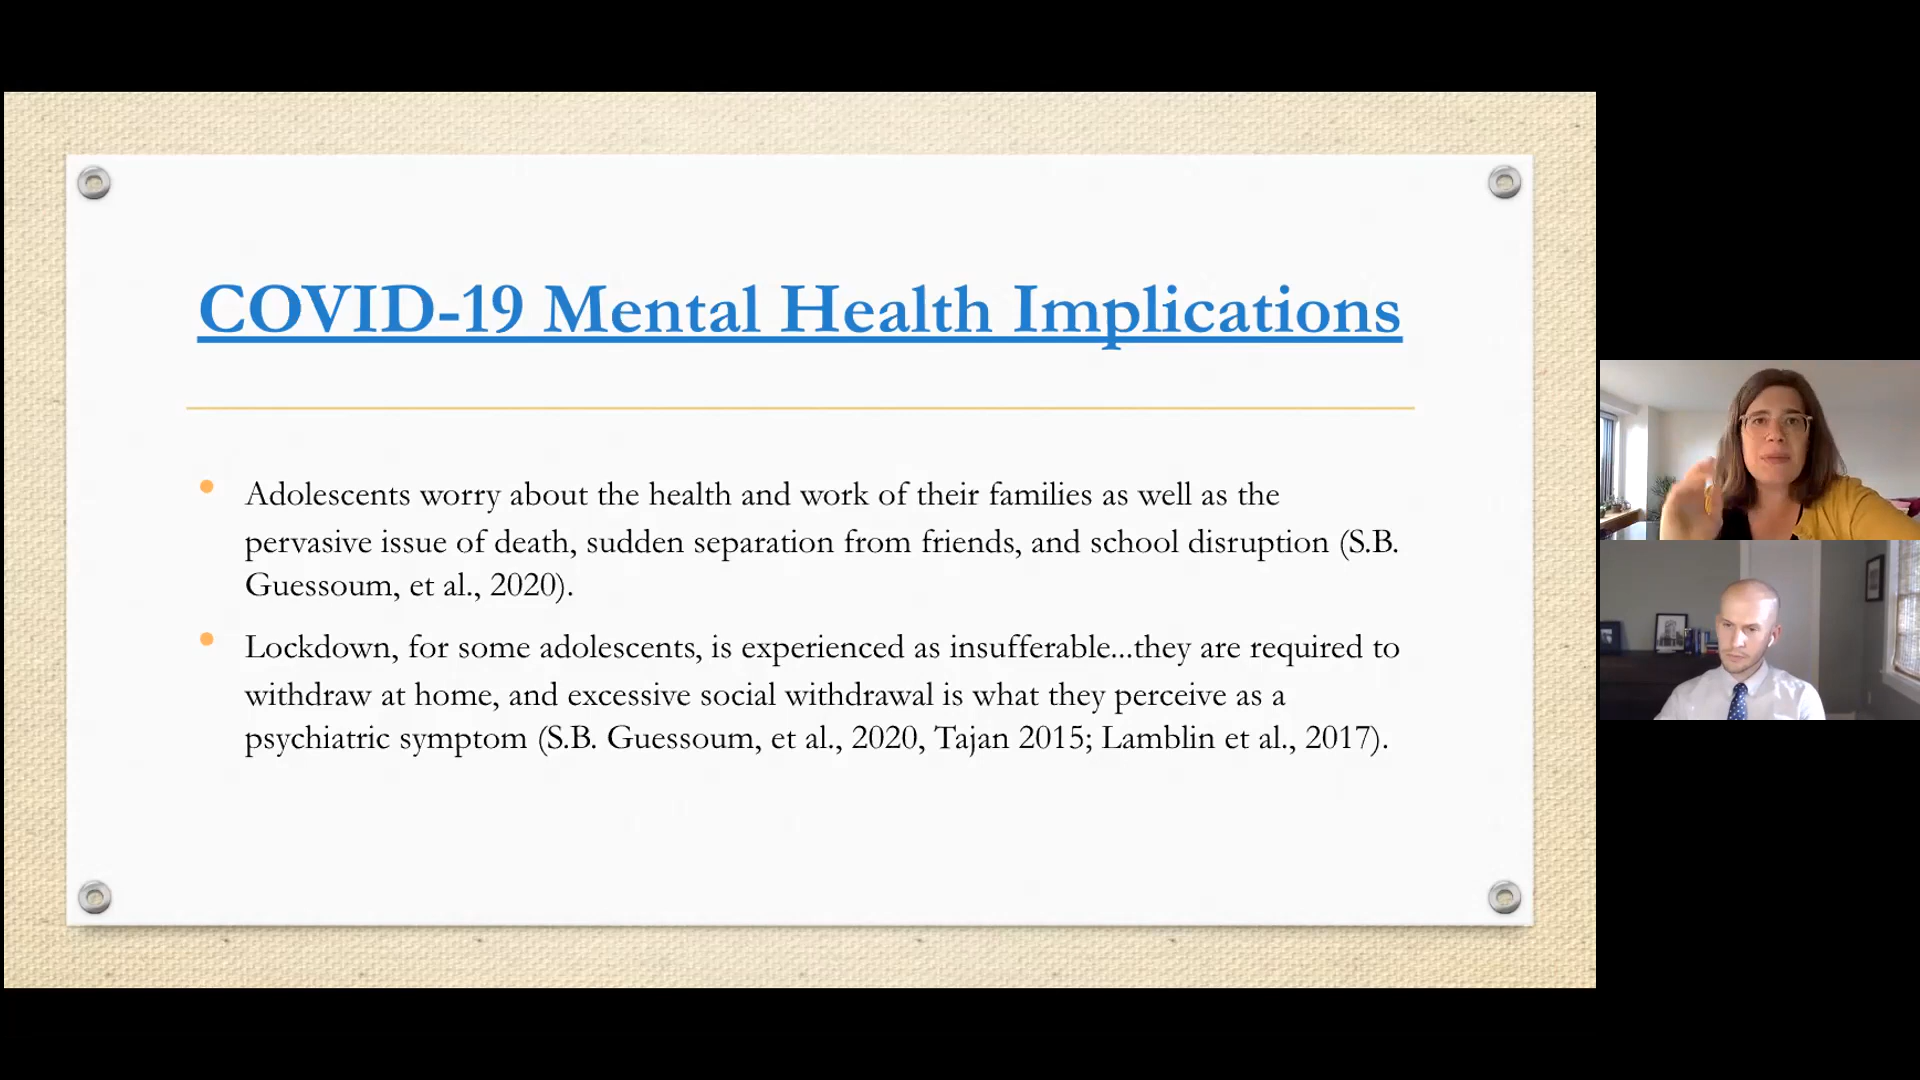 COVID-19 Mental Health Implications
Adolescents worry about the health and work of their families as well as the
pervasive issue of death, sudden separation from friends, and school disruption (S.B.
Guessoum, et al., 2020).
Lockdown, for some adolescents, is experienced as insufferable...they are required to
withdraw at home, and excessive social withdrawal is what they perceive as a
psychiatric symptom (S.B. Guessoum, et al., 2020, Tajan 2015; Lamblin et al., 2017).